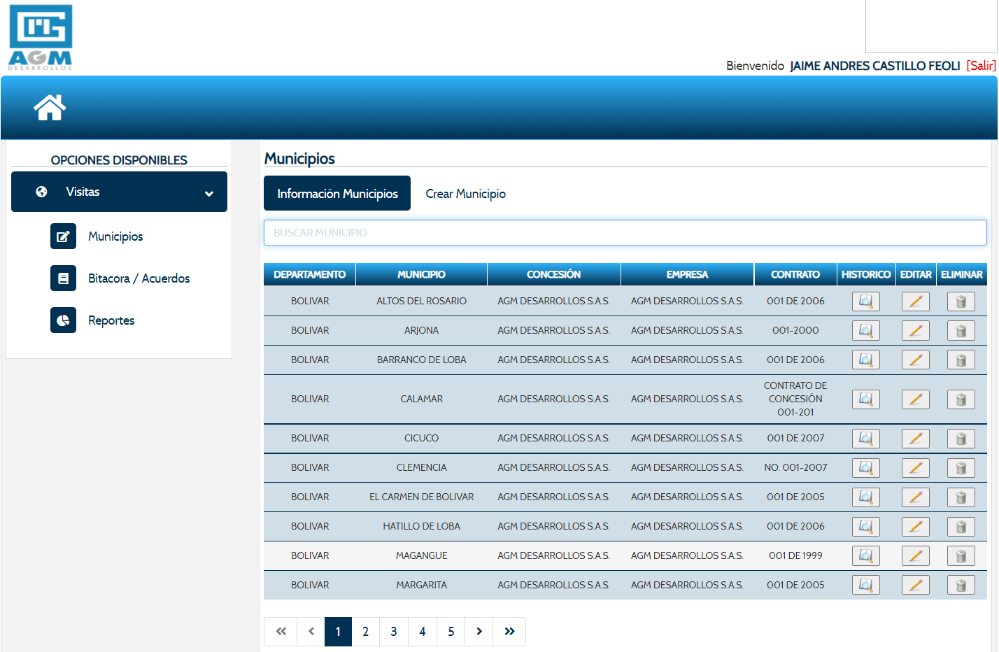 AGM
DESARROLLOS
Bienvenido JAIME ANDRES CASTILLO FEOLI [Salir]
OPCIONES DISPONIBLES
Visitas
Municipios
Bitacora / Acuerdos
Reportes
Municipios
Información Municipios Crear Municipio
BUSCAR MUNICIPIO
DEPARTAMENTO MUNICIPIO CONCESIÓN EMPRESA CONTRATO HISTORICO EDITAR ELIMINAR
BOLIVAR ALTOS DEL ROSARIO AGM DESARROLLOS S.A.S. AGM DESARROLLOS S.A.S. 001 DE 2006
BOLIVAR ARJONA AGM DESARROLLOS S.A.S. AGM DESARROLLOS S.A.S. 001-2000
BOLIVAR BARRANCO DE LOBA AGM DESARROLLOS S.A.S. AGM DESARROLLOS S.A.S. 001 DE 2006
BOLIVAR CALAMAR AGM DESARROLLOS S.A.S. AGM DESARROLLOS S.A.S. CONTRATO DE
CONCESIÓN
001-201
BOLIVAR CICUCO AGM DESARROLLOS S.A.S. AGM DESARROLLOS S.A.S. 001 DE 2007
BOLIVAR CLEMENCIA AGM DESARROLLOS S.A.S. AGM DESARROLLOS S.A.S. NO. 001-2007
BOLIVAR EL CARMEN DE BOLIVAR AGM DESARROLLOS S.A.S. AGM DESARROLLOS S.A.S. 001 DE 2005
BOLIVAR HATILLO DE LOBA AGM DESARROLLOS S.A.S. AGM DESARROLLOS S.A.S. 001 DE 2006
BOLIVAR MAGANGUE AGM DESARROLLOS S.A.S. AGM DESARROLLOS S.A.S. 001 DE 1999
BOLIVAR MARGARITA AGM DESARROLLOS S.A.S. AGM DESARROLLOS S.A.S. 001 DE 2005
« ‹ 1 2 3 4 5 › »